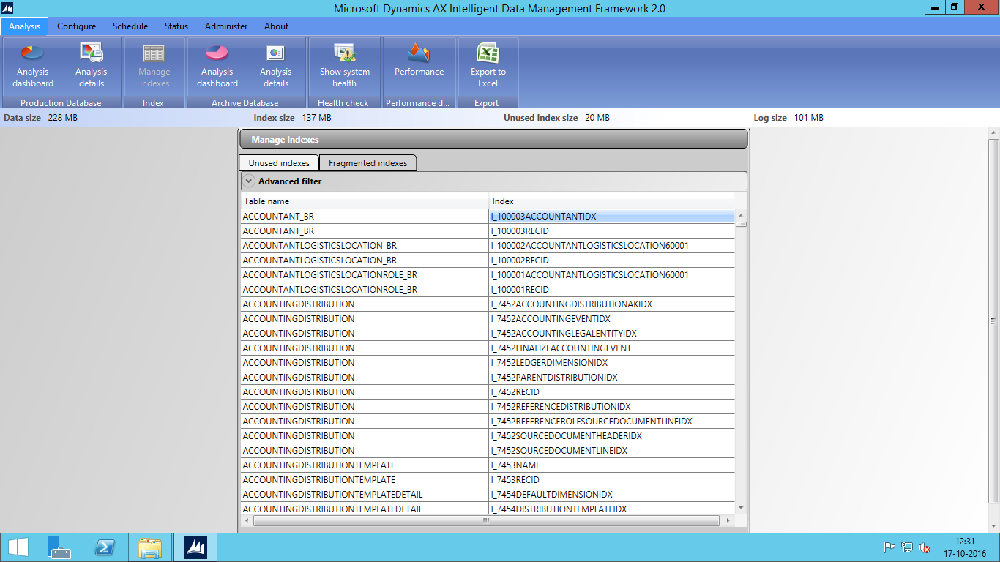 Microsoft Dynamics AX Intelligent Data Management Framework 2.0
Analysis Configure Schedule Status Administer About
Analysis dashboard
Analysis details
Production Database
Manage indexes
Index
Analysis dashboard
Analysis details
Archive Database
Show system health
Health check
Performance
Performance d...
Export to Excel
Export
Data size 228 MB Index size 137 MB Unused index size 20 MB Log size 101 MB
Manage indexes
Unused indexes Fragmented indexes
Advanced filter
Table name Index
ACCOUNTANT_BR I_100003ACCOUNTANTIDX
ACCOUNTANT_BR I_100003RECID
ACCOUNTANTLOGISTICSLOCATION_BR I_100002ACCOUNTANTLOGISTICSLOCATION60001
ACCOUNTANTLOGISTICSLOCATION_BR I_100002RECID
ACCOUNTANTLOGISTICSLOCATIONROLE_BR I_100001ACCOUNTANTLOGISTICSLOCATION60001
ACCOUNTANTLOGISTICSLOCATIONROLE_BR I_100001RECID
ACCOUNTINGDISTRIBUTION I_7452ACCOUNTINGDISTRIBUTIONAKIDX
ACCOUNTINGDISTRIBUTION I_7452ACCOUNTINGEVENTIDX
ACCOUNTINGDISTRIBUTION I_7452ACCOUNTINGLEGALENTITYIDX
ACCOUNTINGDISTRIBUTION I_7452FINALIZEACCOUNTINGEVENT
ACCOUNTINGDISTRIBUTION I_7452LEDGERDIMENSIONIDX
ACCOUNTINGDISTRIBUTION I_7452PARENTDISTRIBUTIONIDX
ACCOUNTINGDISTRIBUTION I_7452RECID
ACCOUNTINGDISTRIBUTION I_7452REFERENCEDISTRIBUTIONIDX
ACCOUNTINGDISTRIBUTION I_7452REFERENCEROLESOURCEDOCUMENTLINEIDX
ACCOUNTINGDISTRIBUTION I_7452SOURCEDOCUMENTHEADERIDX
ACCOUNTINGDISTRIBUTION I_7452SOURCEDOCUMENTLINEIDX
ACCOUNTINGDISTRIBUTIONTEMPLATE I_7453NAME
ACCOUNTINGDISTRIBUTIONTEMPLATE I_7453RECID
ACCOUNTINGDISTRIBUTIONTEMPLATEDETAIL I_7454DEFAULTDIMENSIONIDX
ACCOUNTINGDISTRIBUTIONTEMPLATEDETAIL I_7454DISTRIBUTIONTEMPLATEIDX
12:31
17-10-2016